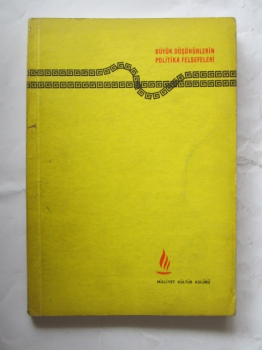 BÜYÜK DÜŞÜNÜRLERİN
POLİTİKA FELSEFELERİ
MİLLİYET KÜLTÜR KULÜBÜ